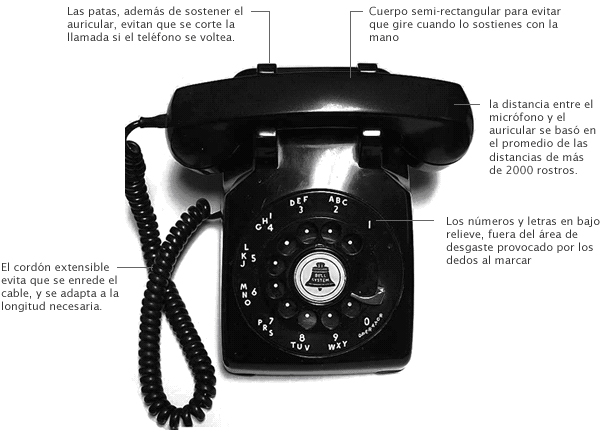 Las patas, además de sostener el
auricular, evitan que se corte la
llamada si el teléfono se voltea.
Cuerpo semi-rectangular para evitar
que gire cuando lo sostienes con la
mano
la distancia entre el
micrófono y el
auricular se basó en
el promedio de las
distancias de más
de 2000 rostros.
Los números y letras en bajo
relieve, fuera del área de
desgaste provocado por los
dedos al marcar
El cordón extensible
evita que se enrede el
cable, y se adapta a la
longitud necesaria.
1
ABC
2
DEF
3
GHI
4
JKL
5
MNO
6
PRS
7
TUV
8
WXY
9
OPERATOR
0
BELL
SYSTEM